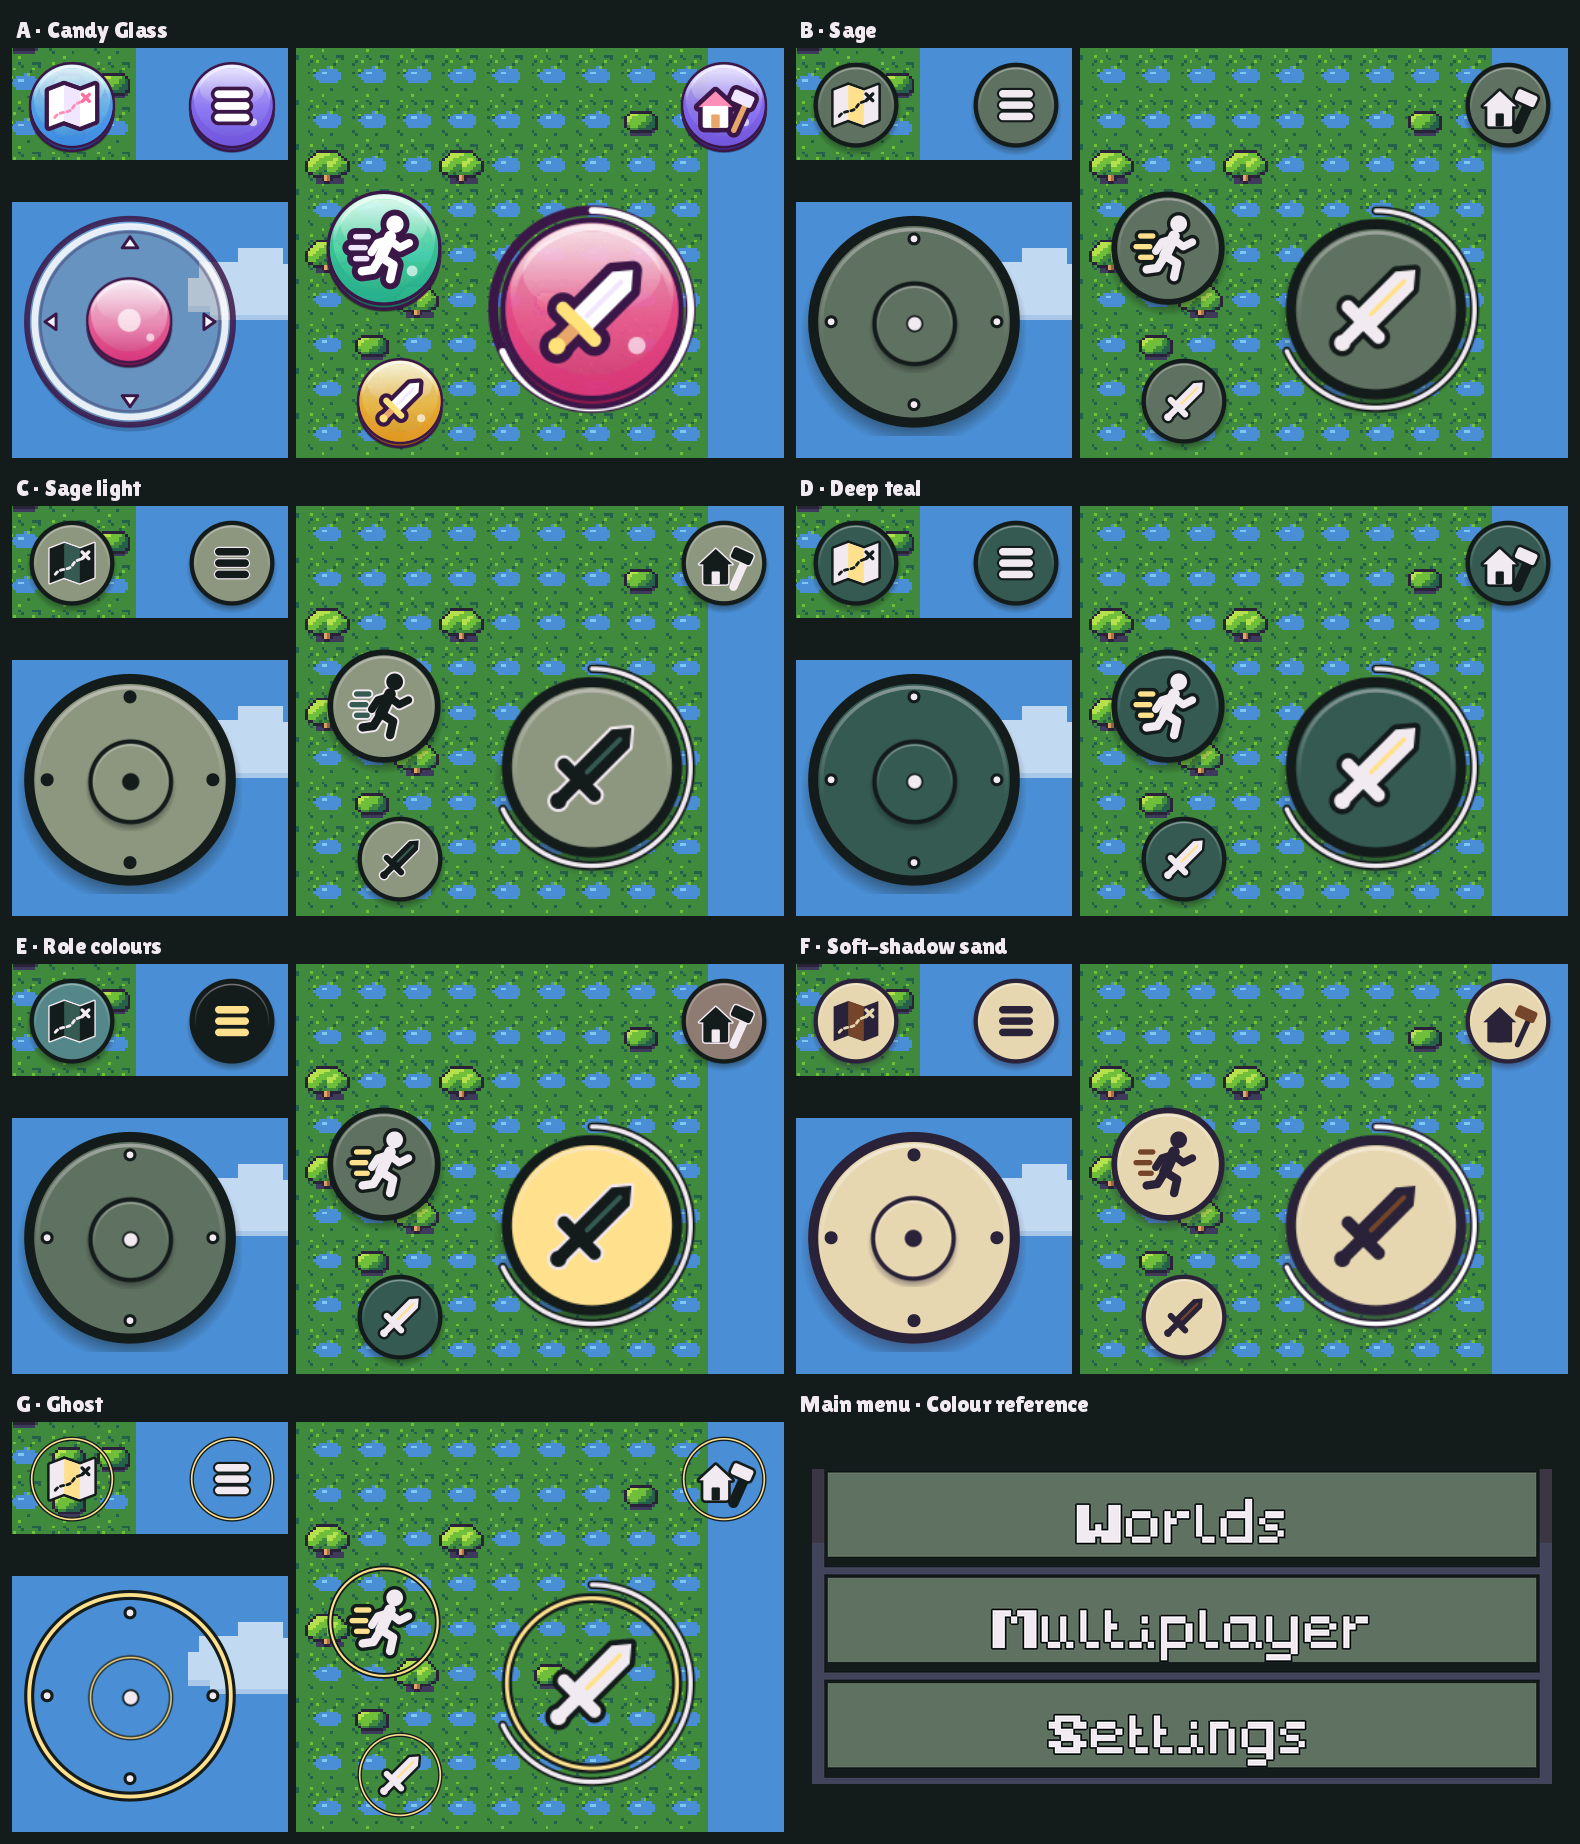 A · Candy Glass
B · Sage
C · Sage light
D · Deep teal
E · Role colours
F · Soft-shadow sand
G · Ghost
Main menu · Colour reference
Worlds
Multiplayer
Settings